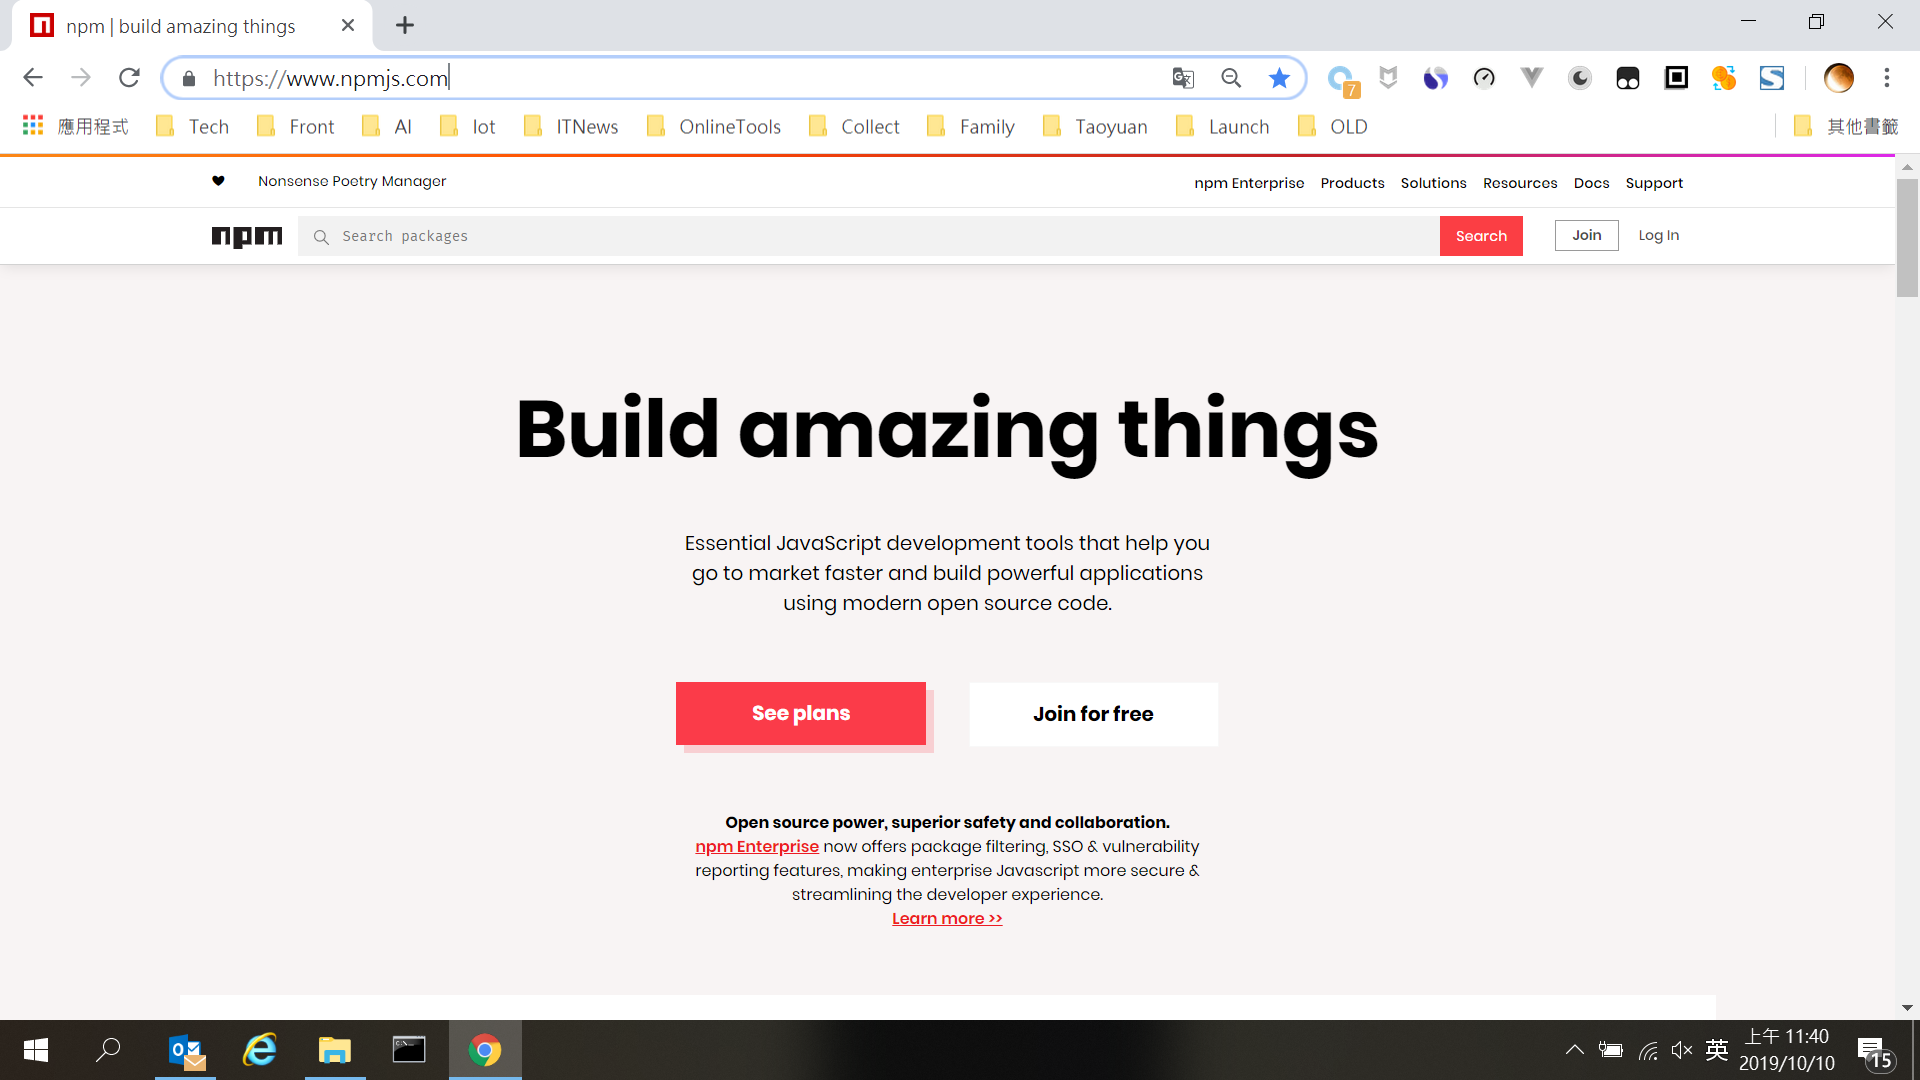 npm | build amazing things
https://www.npmjs.com
7
應用程式 Tech Front AI Iot ITNews OnlineTools Collect Family Taoyuan Launch OLD 其他書籤
Nonsense Poetry Manager npm Enterprise Products Solutions Resources Docs Support
npm Search packages Search Join Log In
Build amazing things
Essential JavaScript development tools that help you
go to market faster and build powerful applications
using modern open source code.
See plans Join for free
Open source power, superior safety and collaboration.
npm Enterprise now offers package filtering, SSO & vulnerability
reporting features, making enterprise Javascript more secure &
streamlining the developer experience.
Learn more >>
英 上午 11:40
2019/10/10 15